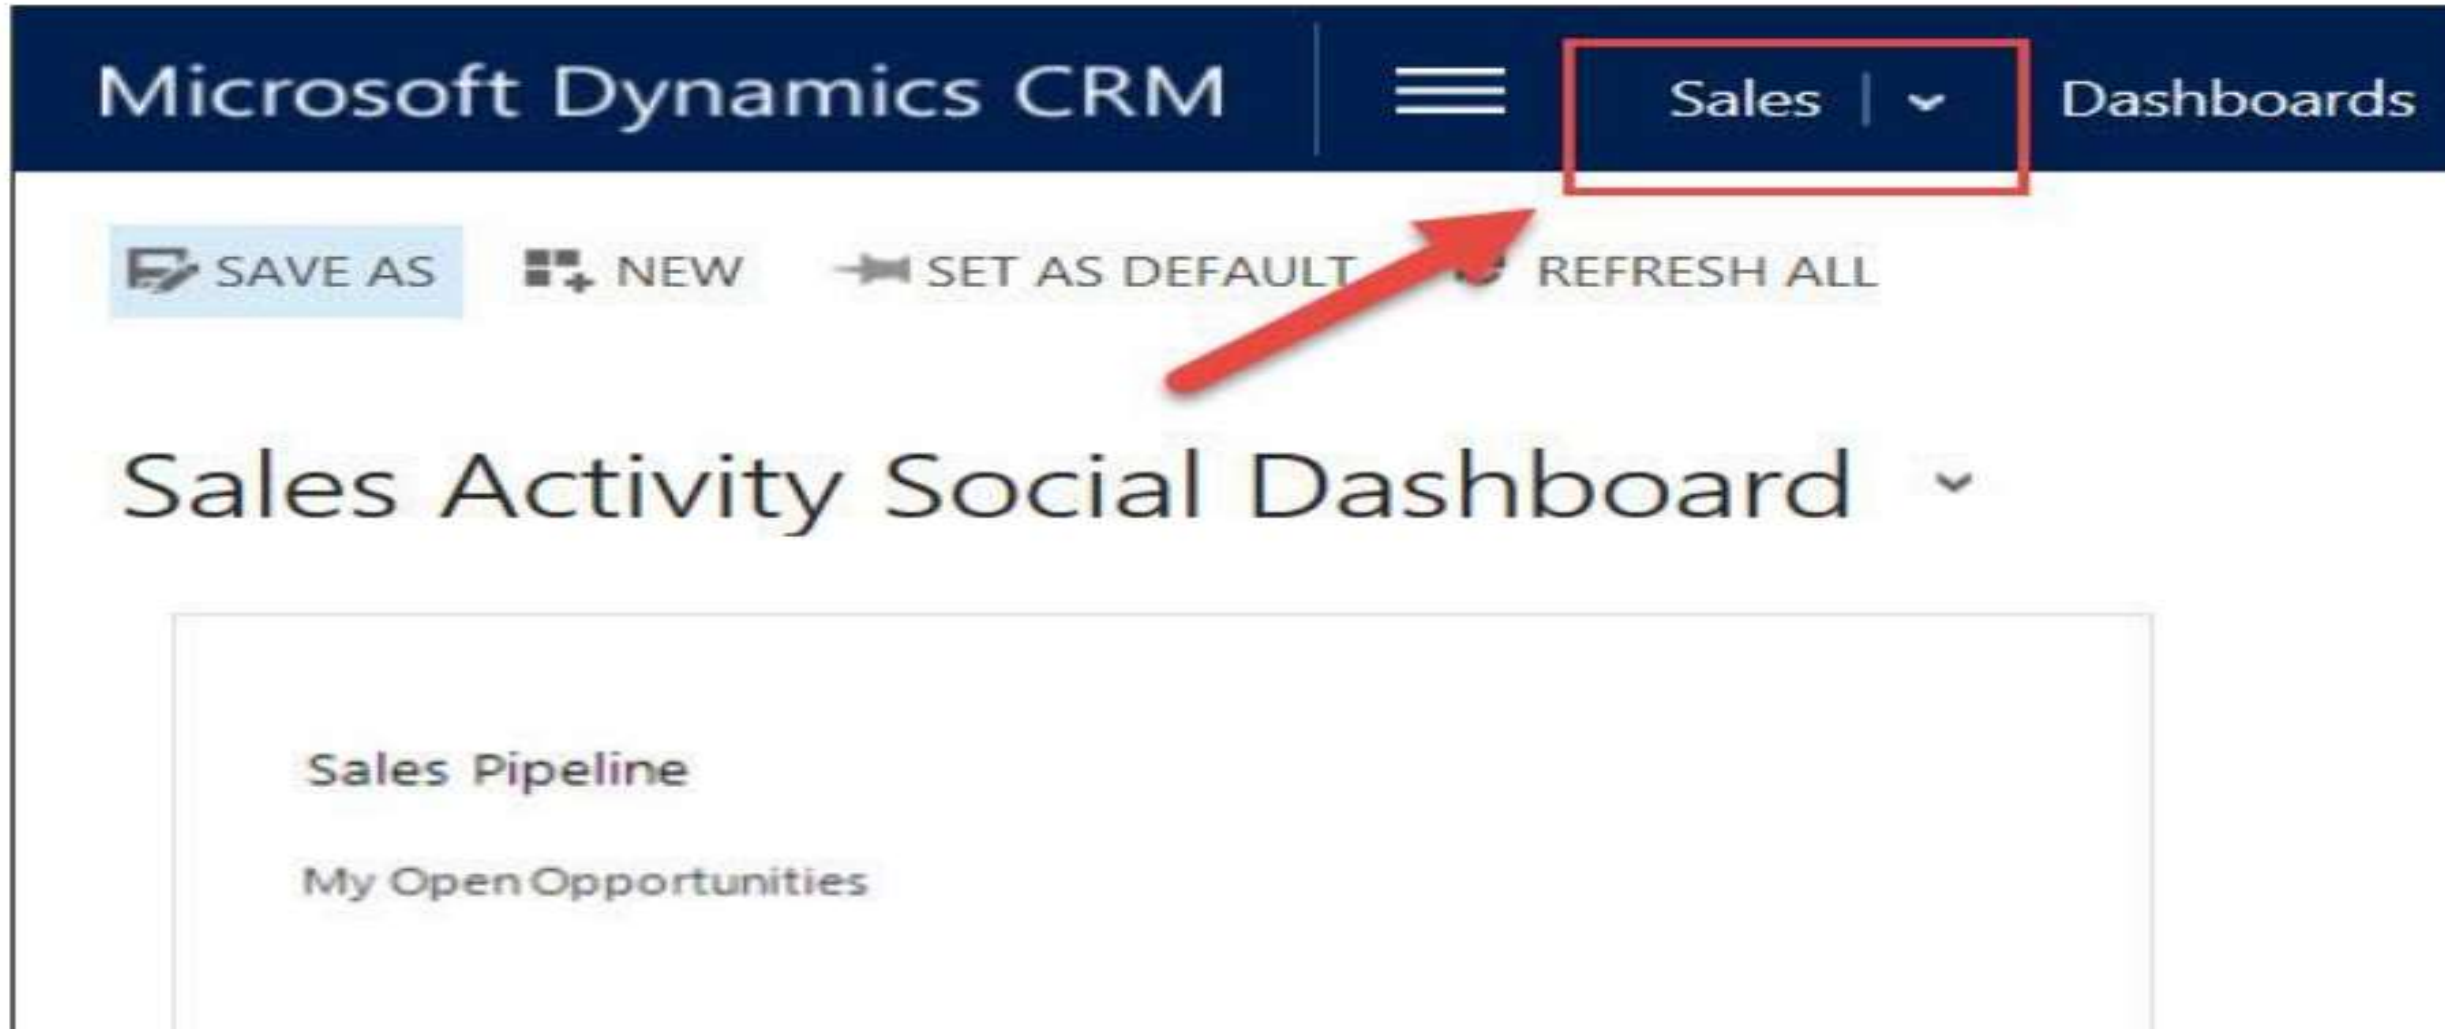 Microsoft Dynamics CRM Sales Dashboards
SAVE AS NEW SET AS DEFAULT REFRESH ALL
Sales Activity Social Dashboard
Sales Pipeline
My Open Opportunities